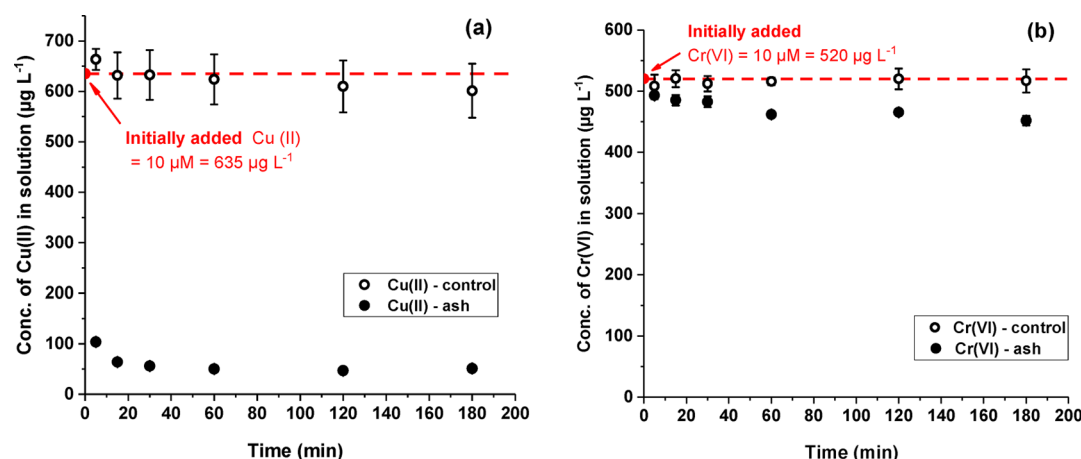 (a)
700
600
500
400
300
200
100
0
Conc. of Cu(II) in solution (µg L⁻¹)
Initially added Cu (II)
= 10 µM = 635 µg L⁻¹
Cu(II) - control
Cu(II) - ash
0 20 40 60 80 100 120 140 160 180 200
Time (min)
(b)
600
500
400
300
200
100
0
Conc. of Cr(VI) in solution (µg L⁻¹)
Initially added
Cr(VI) = 10 µM = 520 µg L⁻¹
Cr(VI) - control
Cr(VI) - ash
0 20 40 60 80 100 120 140 160 180 200
Time (min)